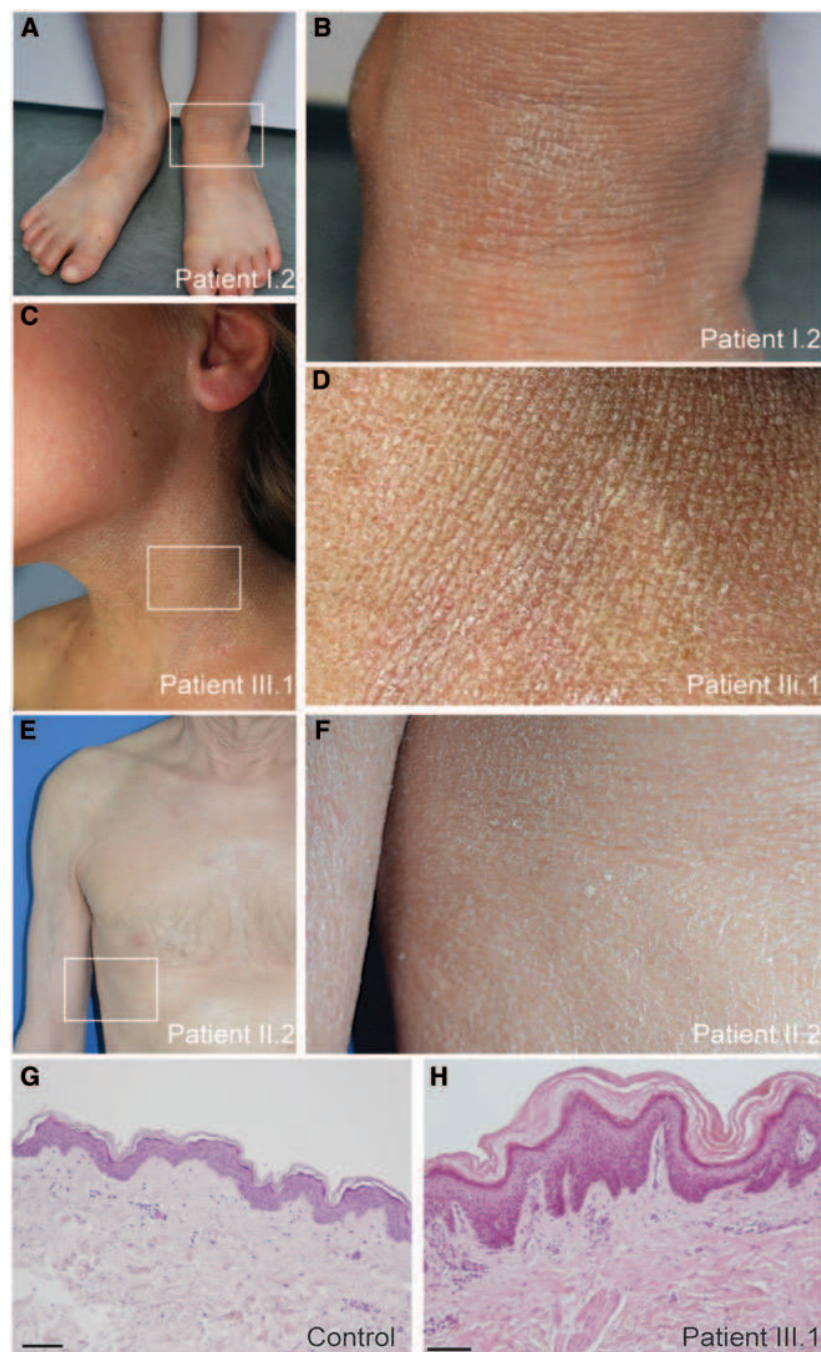 A
Patient I.2
B
Patient I.2
C
Patient III.1
D
Patient IIi.1
E
Patient II.2
F
Patient II.2
G
Control
H
Patient III.1